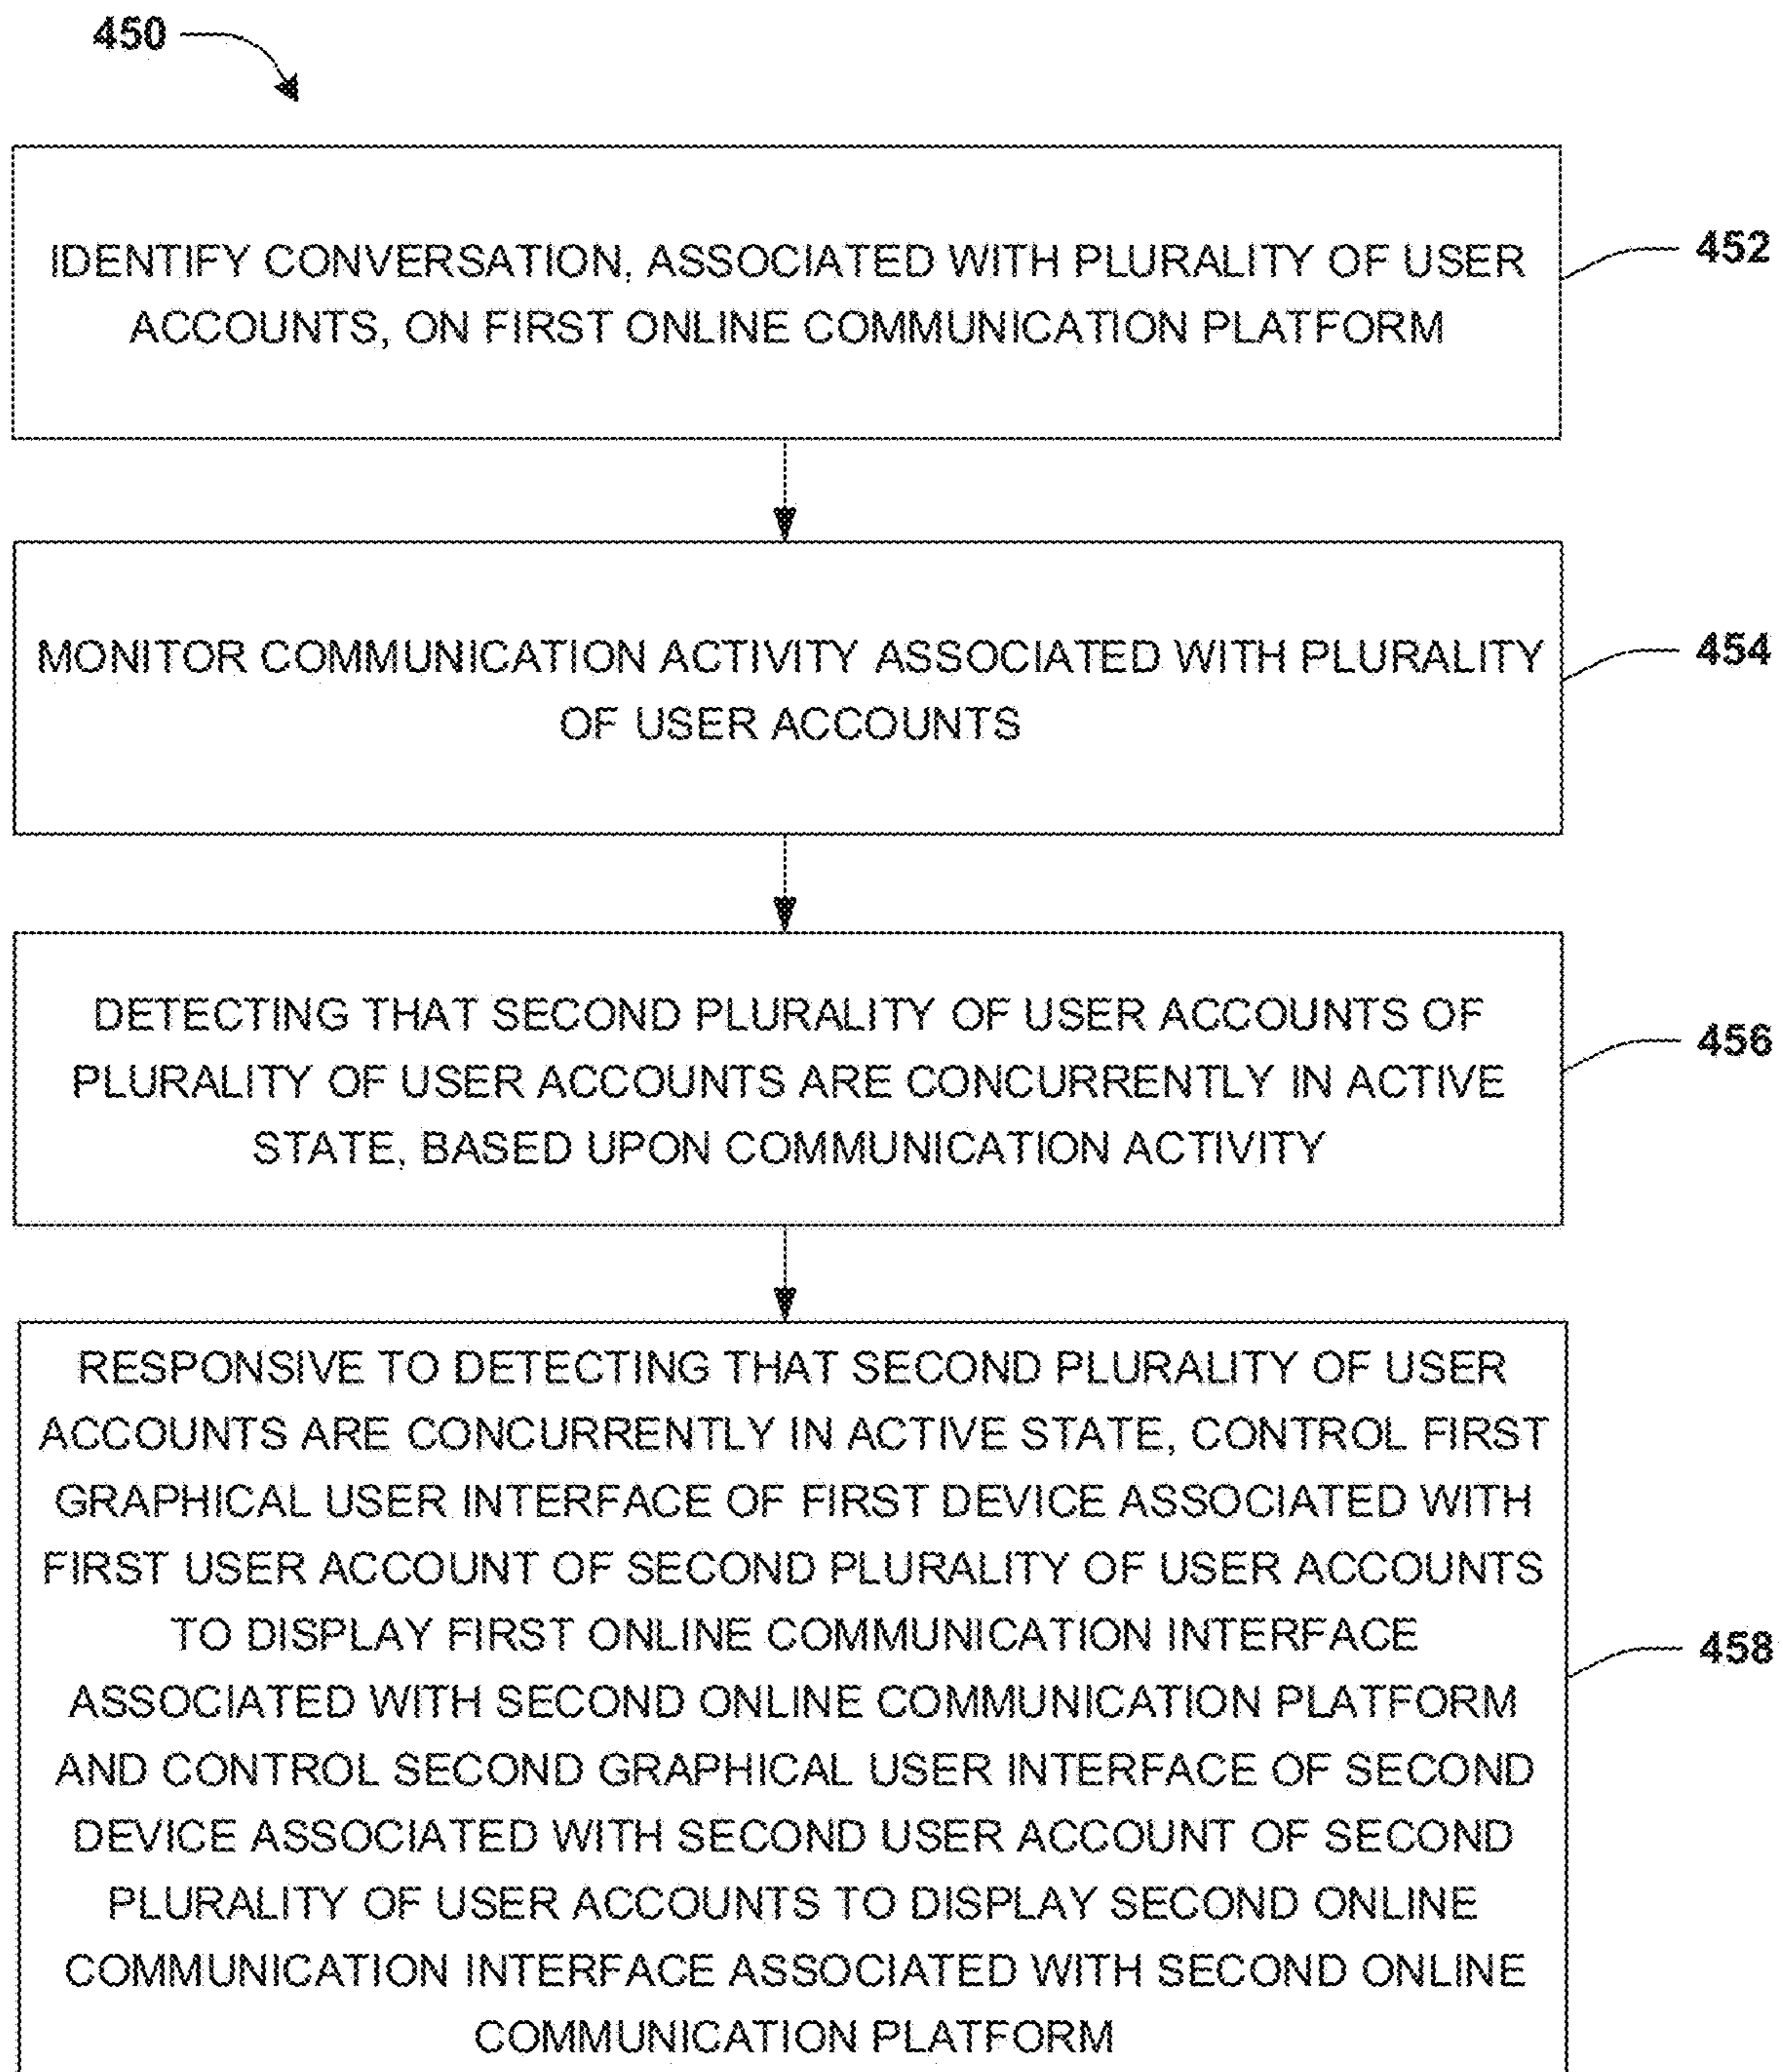 450
IDENTIFY CONVERSATION, ASSOCIATED WITH PLURALITY OF USER
ACCOUNTS, ON FIRST ONLINE COMMUNICATION PLATFORM
452
MONITOR COMMUNICATION ACTIVITY ASSOCIATED WITH PLURALITY
OF USER ACCOUNTS
454
DETECTING THAT SECOND PLURALITY OF USER ACCOUNTS OF
PLURALITY OF USER ACCOUNTS ARE CONCURRENTLY IN ACTIVE
STATE, BASED UPON COMMUNICATION ACTIVITY
456
RESPONSIVE TO DETECTING THAT SECOND PLURALITY OF USER
ACCOUNTS ARE CONCURRENTLY IN ACTIVE STATE, CONTROL FIRST
GRAPHICAL USER INTERFACE OF FIRST DEVICE ASSOCIATED WITH
FIRST USER ACCOUNT OF SECOND PLURALITY OF USER ACCOUNTS
TO DISPLAY FIRST ONLINE COMMUNICATION INTERFACE
ASSOCIATED WITH SECOND ONLINE COMMUNICATION PLATFORM
AND CONTROL SECOND GRAPHICAL USER INTERFACE OF SECOND
DEVICE ASSOCIATED WITH SECOND USER ACCOUNT OF SECOND
PLURALITY OF USER ACCOUNTS TO DISPLAY SECOND ONLINE
COMMUNICATION INTERFACE ASSOCIATED WITH SECOND ONLINE
COMMUNICATION PLATFORM
458